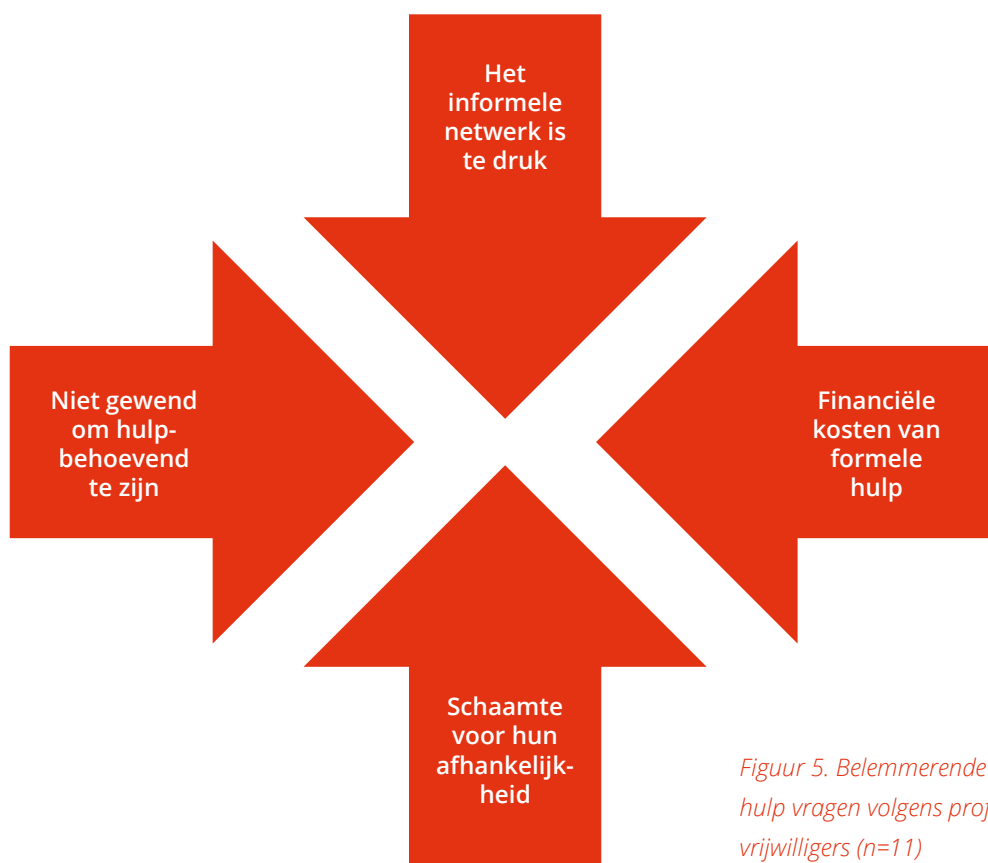 Het
informele
netwerk is
te druk
Niet gewend
om hulp-
behoevend
te zijn
Financiële
kosten van
formele
hulp
Schaamte
voor hun
afhankelijk-
heid
Figuur 5. Belemmerende
hulp vragen volgens
vrijwilligers (n=11)